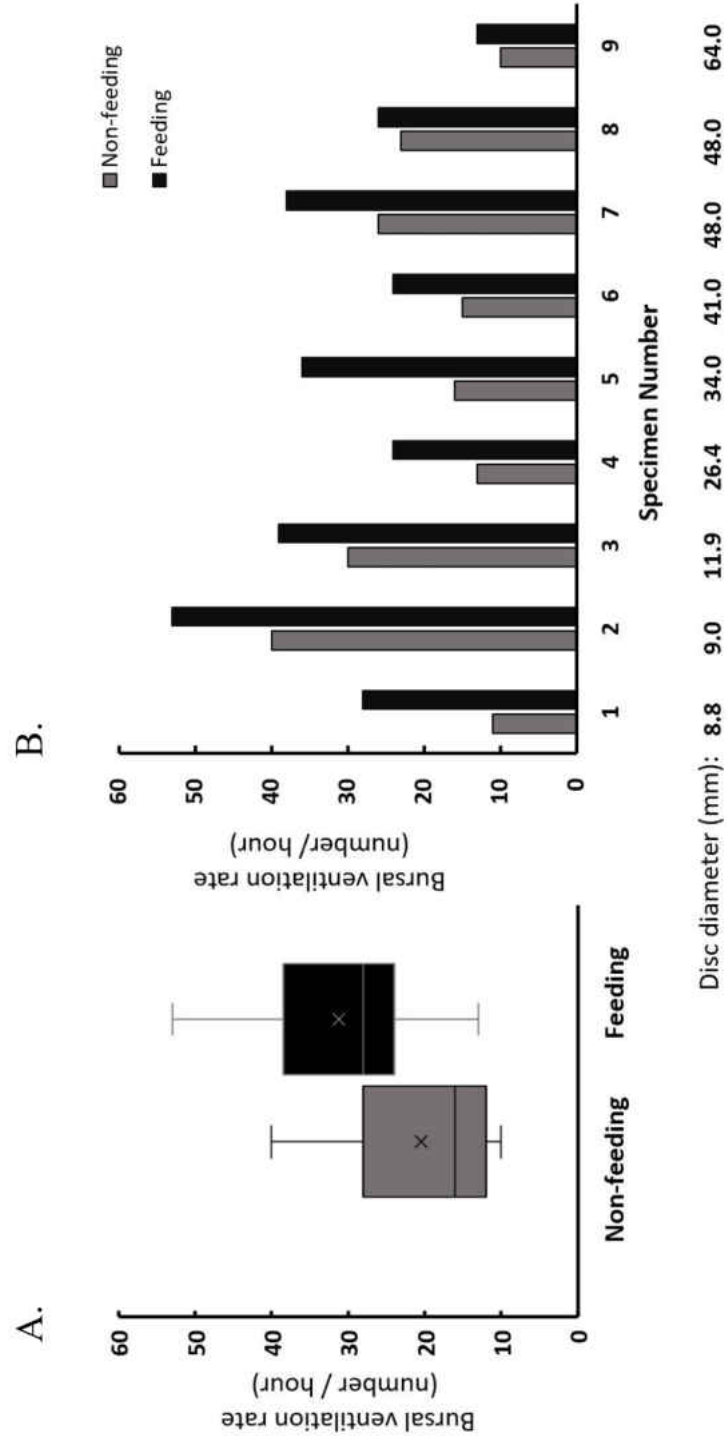 A.
Bursal ventilation rate
(number / hour)
60
50
40
30
20
10
0
Non-feeding
Feeding
B.
Bursal ventilation rate
(number/hour)
60
50
40
30
20
10
0
Non-feeding
Feeding
1 2 3 4 5 6 7 8 9
Specimen Number
Disc diameter (mm): 8.8 9.0 11.9 26.4 34.0 41.0 48.0 48.0 64.0